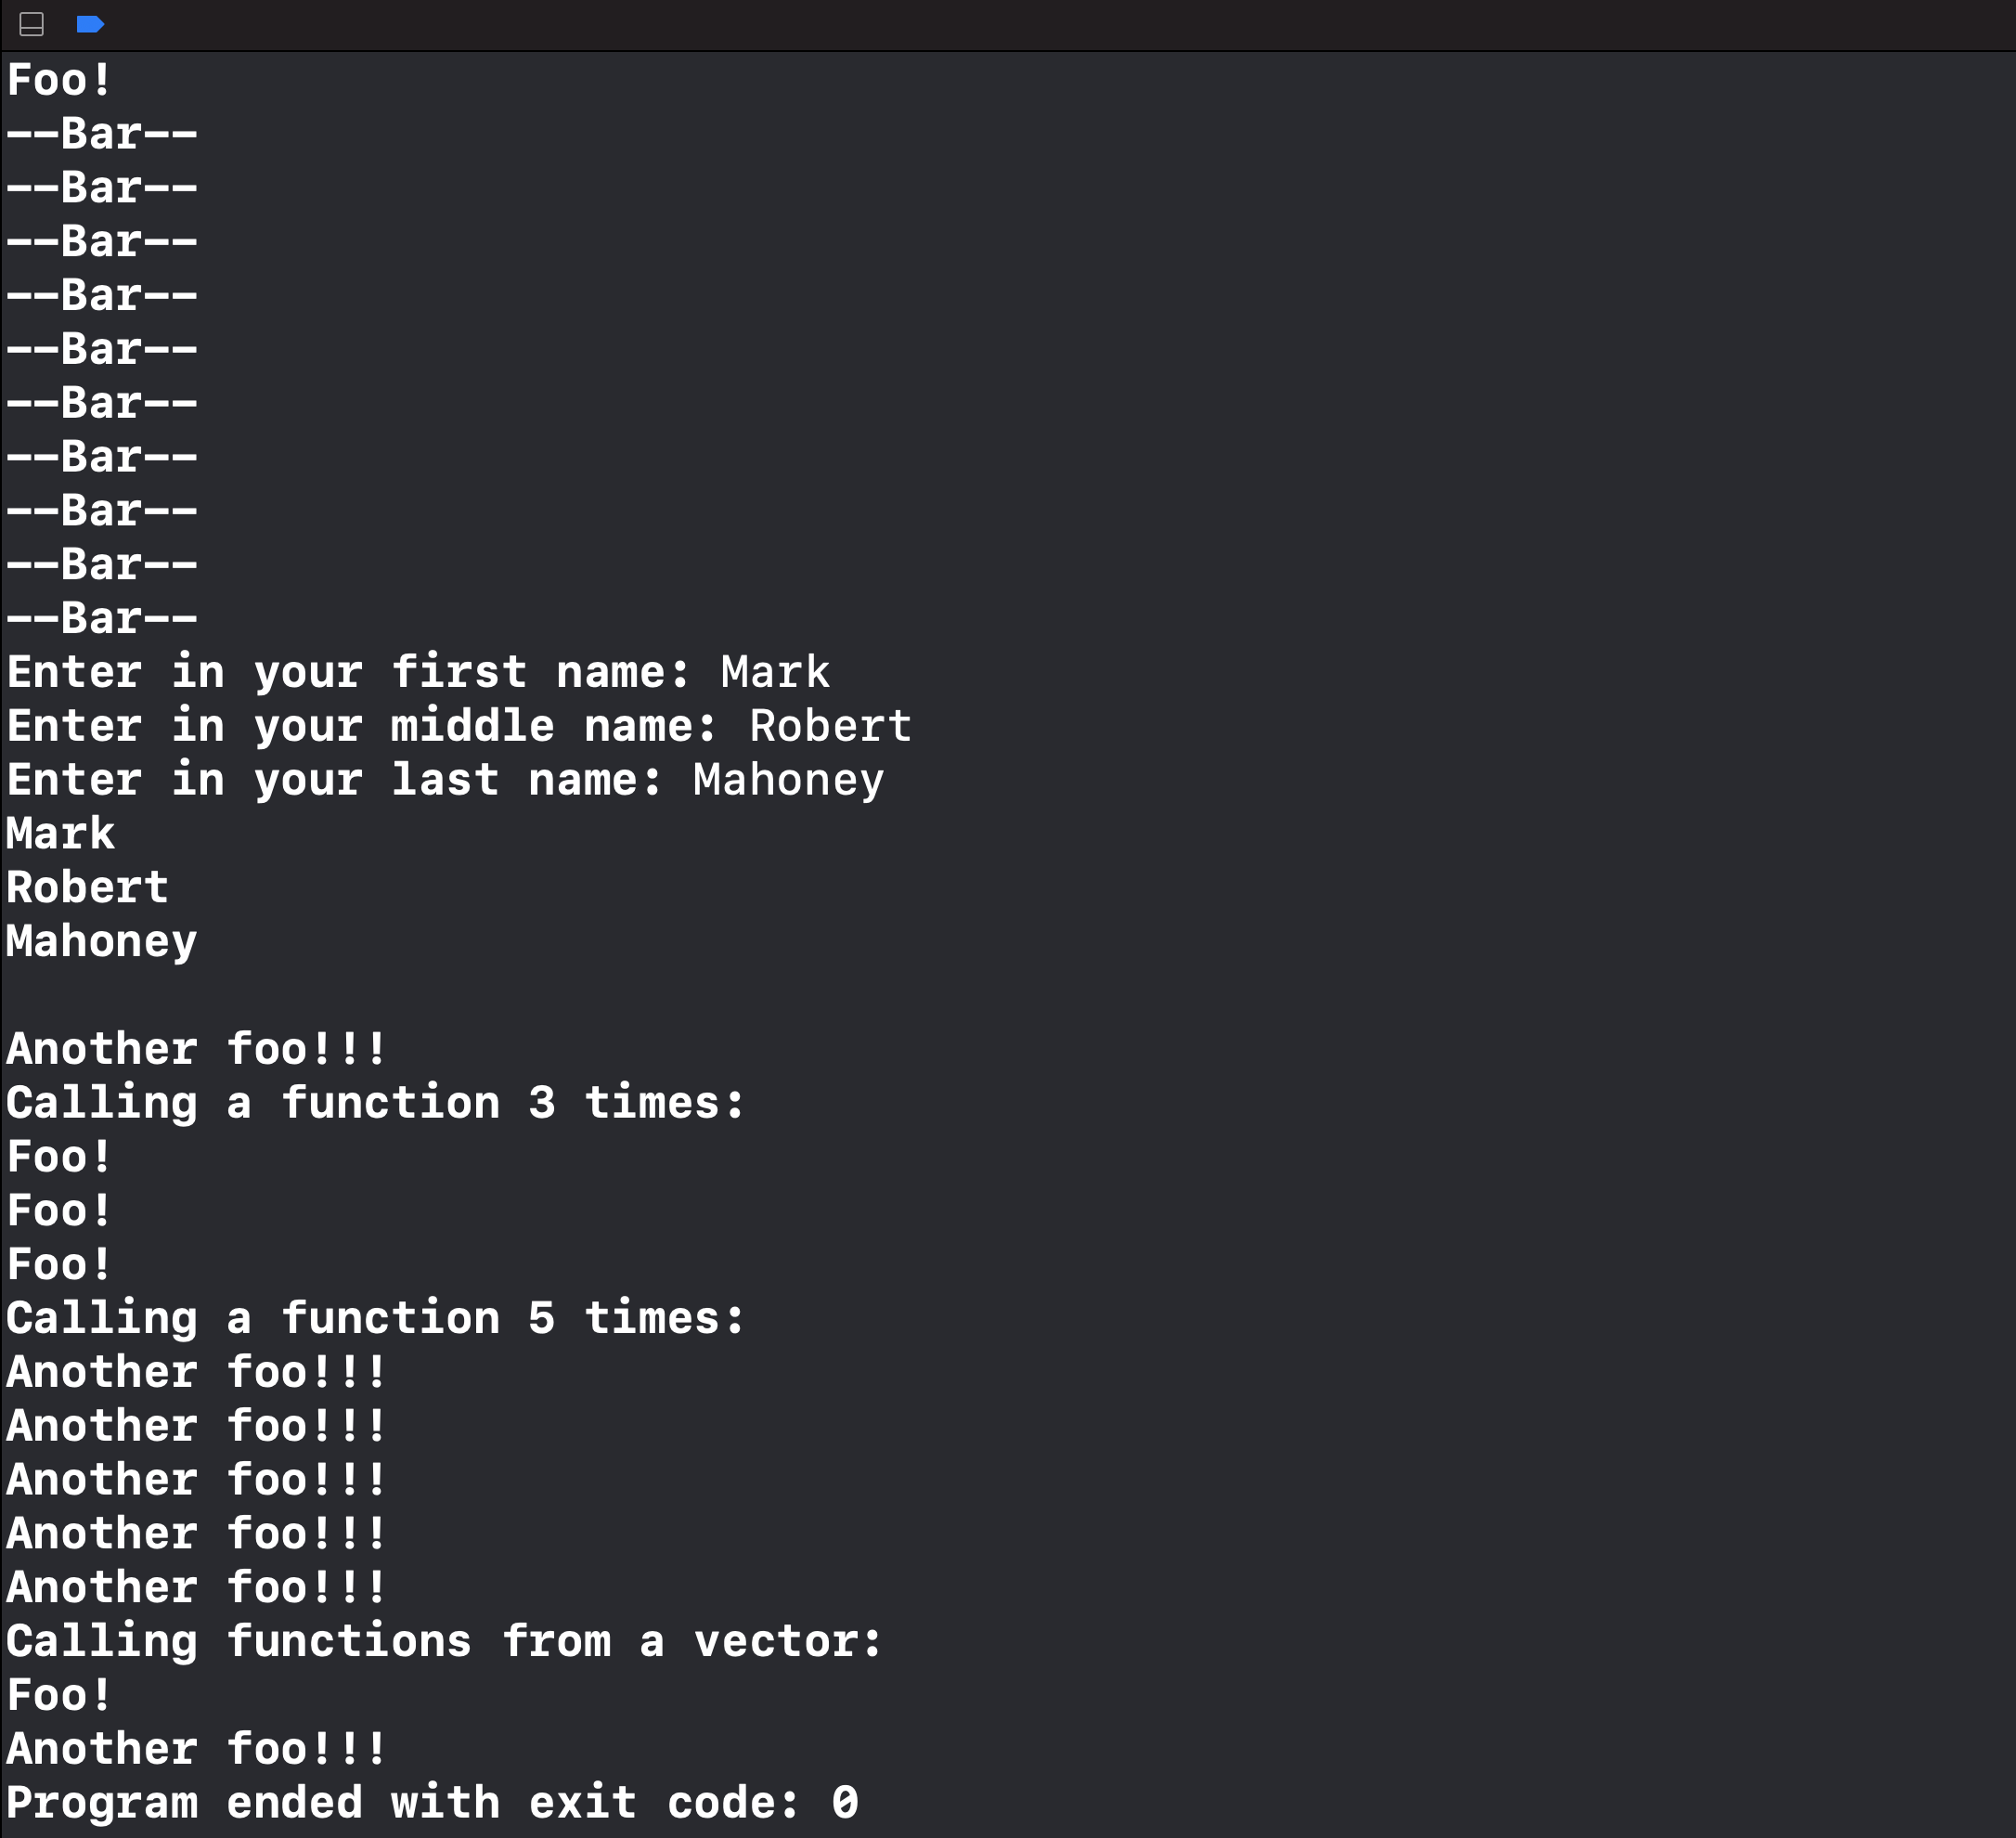 Foo!
--Bar--
--Bar--
--Bar--
--Bar--
--Bar--
--Bar--
--Bar--
--Bar--
--Bar--
--Bar--
Enter in your first name: Mark
Enter in your middle name: Robert
Enter in your last name: Mahoney
Mark
Robert
Mahoney

Another foo!!!
Calling a function 3 times:
Foo!
Foo!
Foo!
Calling a function 5 times:
Another foo!!!
Another foo!!!
Another foo!!!
Another foo!!!
Another foo!!!
Calling functions from a vector:
Foo!
Another foo!!!
Program ended with exit code: 0